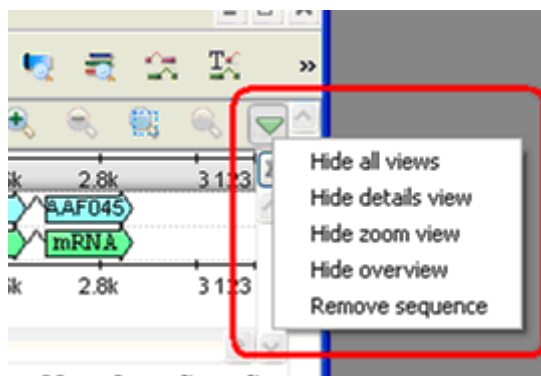 T
»
Hide all views
Hide details view
Hide zoom view
Hide overview
Remove sequence
2.8k 3 123
AAF045
mRNA
2.8k 3 123